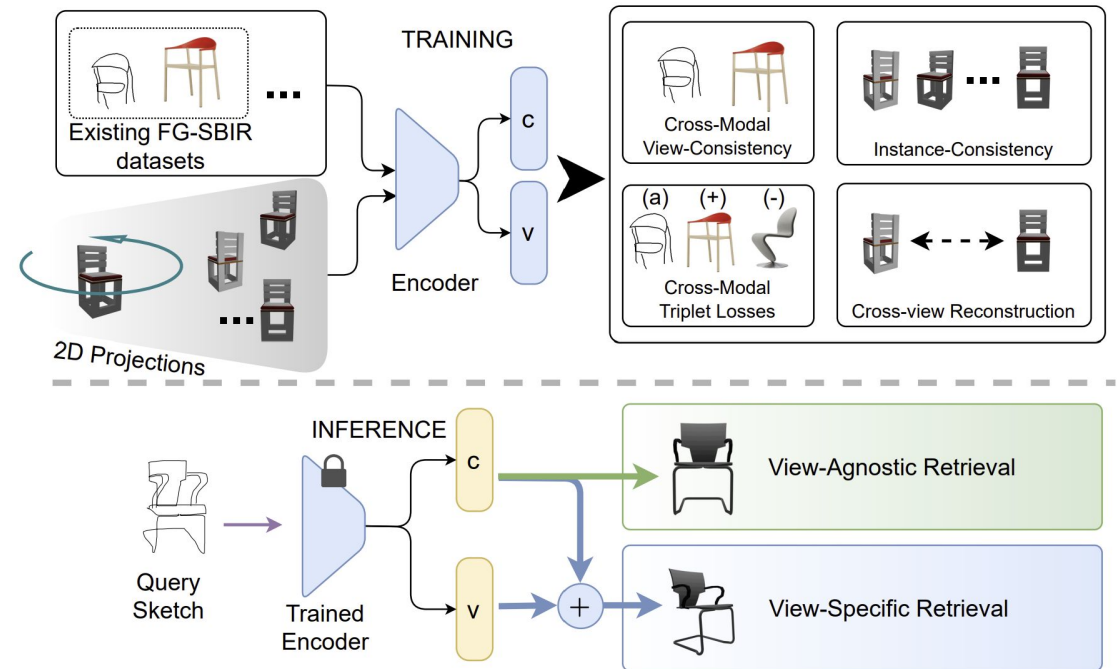 TRAINING
Existing FG-SBIR
datasets
2D Projections
Encoder
c
v
Cross-Modal
View-Consistency
Instance-Consistency
(a) (+) (-)
Cross-Modal
Triplet Losses
Cross-view Reconstruction
INFERENCE
Query
Sketch
Trained
Encoder
c
v
+
View-Agnostic Retrieval
View-Specific Retrieval